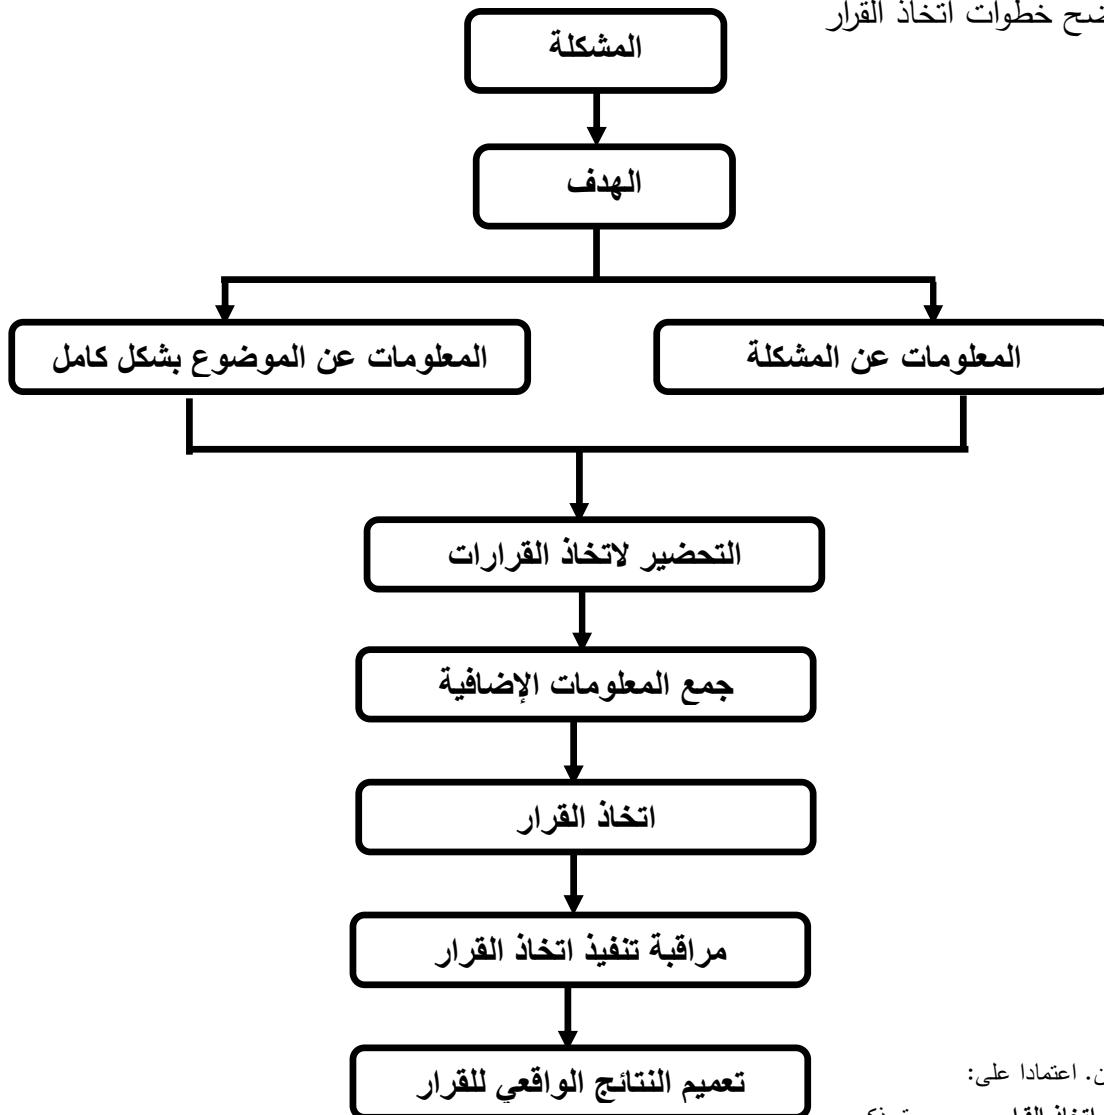 ضح خطوات اتخاذ القرار
المشكلة
الهدف
المعلومات عن المشكلة
المعلومات عن الموضوع بشكل كامل
التحضير لاتخاذ القرارات
جمع المعلومات الإضافية
اتخاذ القرار
مراقبة تنفيذ اتخاذ القرار
تعميم النتائج الواقعي للقرار
ن. اعتمادا على: